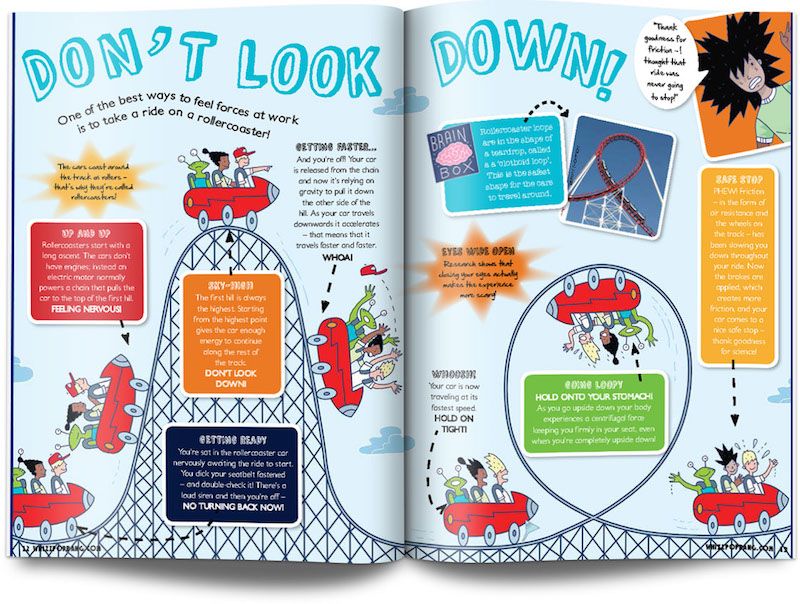 DON'T LOOK
DOWN!
One of the best ways to feel forces at work
is to take a ride on a rollercoaster!
The cars coast around
the track on rollers –
that's why they're called
rollercoasters!
UP AND UP
Rollercoasters start with a
long ascent. The cars don't
have engines; instead an
electric motor normally
powers a chain that pulls the
car to the top of the first hill.
FEELING NERVOUS!
SKY-HIGH
The first hill is always
the highest. Starting
from the highest point
gives the car enough
energy to continue
along the rest of
the track.
DON'T LOOK
DOWN!
GETTING READY
You're sat in the rollercoaster car
nervously awaiting the ride to start.
You click your seatbelt fastened
– and double-check it! There's a
loud siren and then you're off –
NO TURNING BACK NOW!
GETTING FASTER...
And you're off! Your car
is released from the chain
and now it's relying on
gravity to pull it down
the other side of the
hill. As your car travels
downwards it accelerates
– that means that it
travels faster and faster.
WHOA!
12 WHIZZPOPBANG.COM
BRAIN
BOX
Rollercoaster loops
are in the shape of
a teardrop, called
a 'clothoid loop'.
This is the safest
shape for the cars
to travel around.
"Thank
goodness for
friction – I
thought that
ride was
never going
to stop!"
EYES WIDE OPEN
Research shows that
closing your eyes actually
makes the experience
more scary!
WHOOSH!
Your car is now
traveling at its
fastest speed.
HOLD ON
TIGHT!
GOING LOOPY
HOLD ONTO YOUR STOMACH!
As you go upside down your body
experiences a centrifugal force
keeping you firmly in your seat, even
when you're completely upside down!
SAFE STOP
PHEW! Friction
– in the form of
air resistance and
the wheels on
the track – has
been slowing you
down throughout
your ride. Now the
brakes are
applied, which
creates more
friction, and your
car comes to a
nice safe stop –
thank goodness
for science!
WHIZZPOPBANG.COM 13